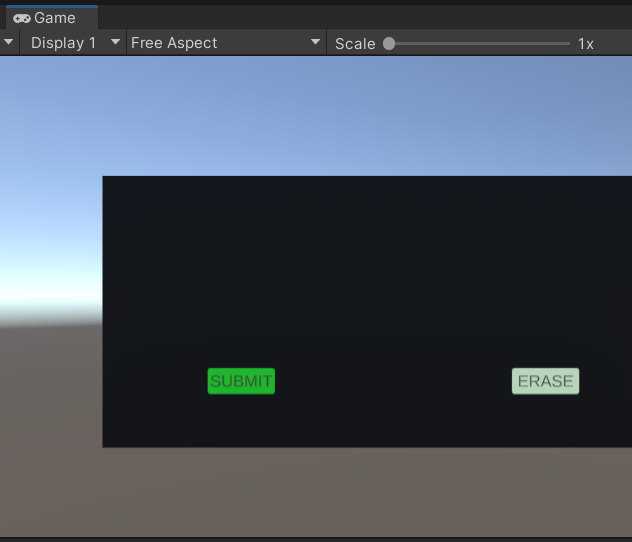 Game
Display 1 Free Aspect Scale 1x
SUBMIT ERASE